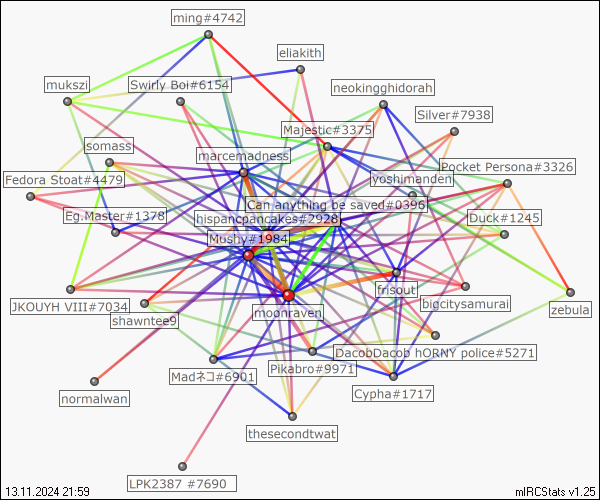 ming#4742
eliakith
mukszi
Swirly Boi#6154
neokingghidorah
Silver#7938
Majestic#3375
somass
marcemadness
Pocket Persona#3326
Fedora Stoat#4479
yoshimanden
Can anything be saved#0396
Eg.Master#1378
hispancpancakes#2928
Duck#1245
Mushy#1984
JKOUYH VIII#7034
frisout
bigcitysamurai
zebula
shawntee9
moonraven
DacobDacob hORNY police#5271
Pikabro#9971
Madネコ#6901
normalwan
Cypha#1717
thesecondtwat
LPK2387 #7690
13.11.2024 21:59
mIRCStats v1.25